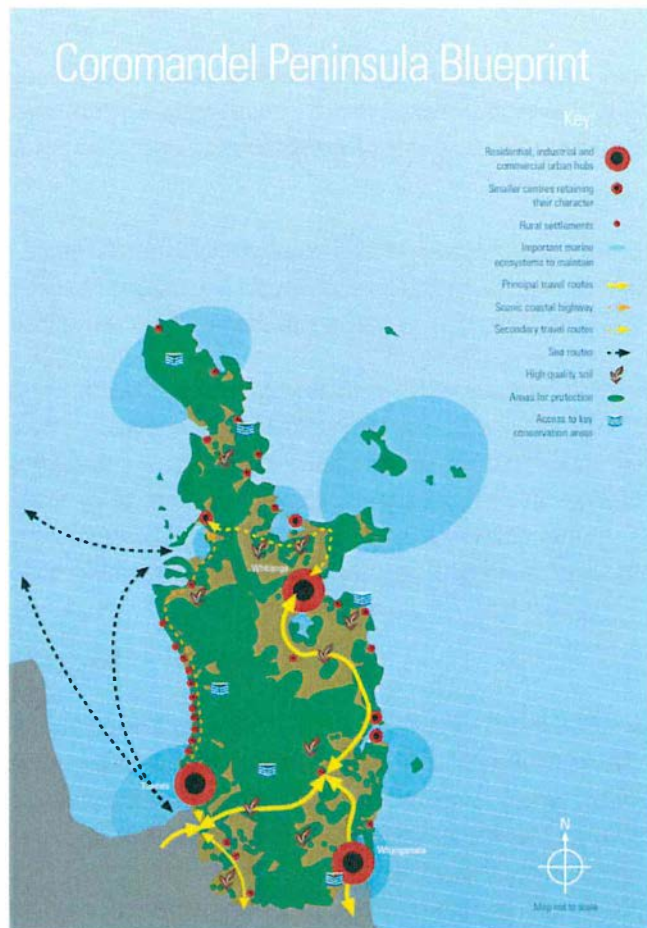 Coromandel Peninsula Blueprint
Key:
Residential, industrial and
commercial urban hubs
Smaller centres retaining
their character
Rural settlements
Important marine
ecosystems to maintain
Principal travel routes
Scenic coastal highway
Secondary travel routes
Sea routes
High quality soil
Areas for protection
Access to key
conservation areas
Whitianga
Thames
Whangamata
N
Map not to scale